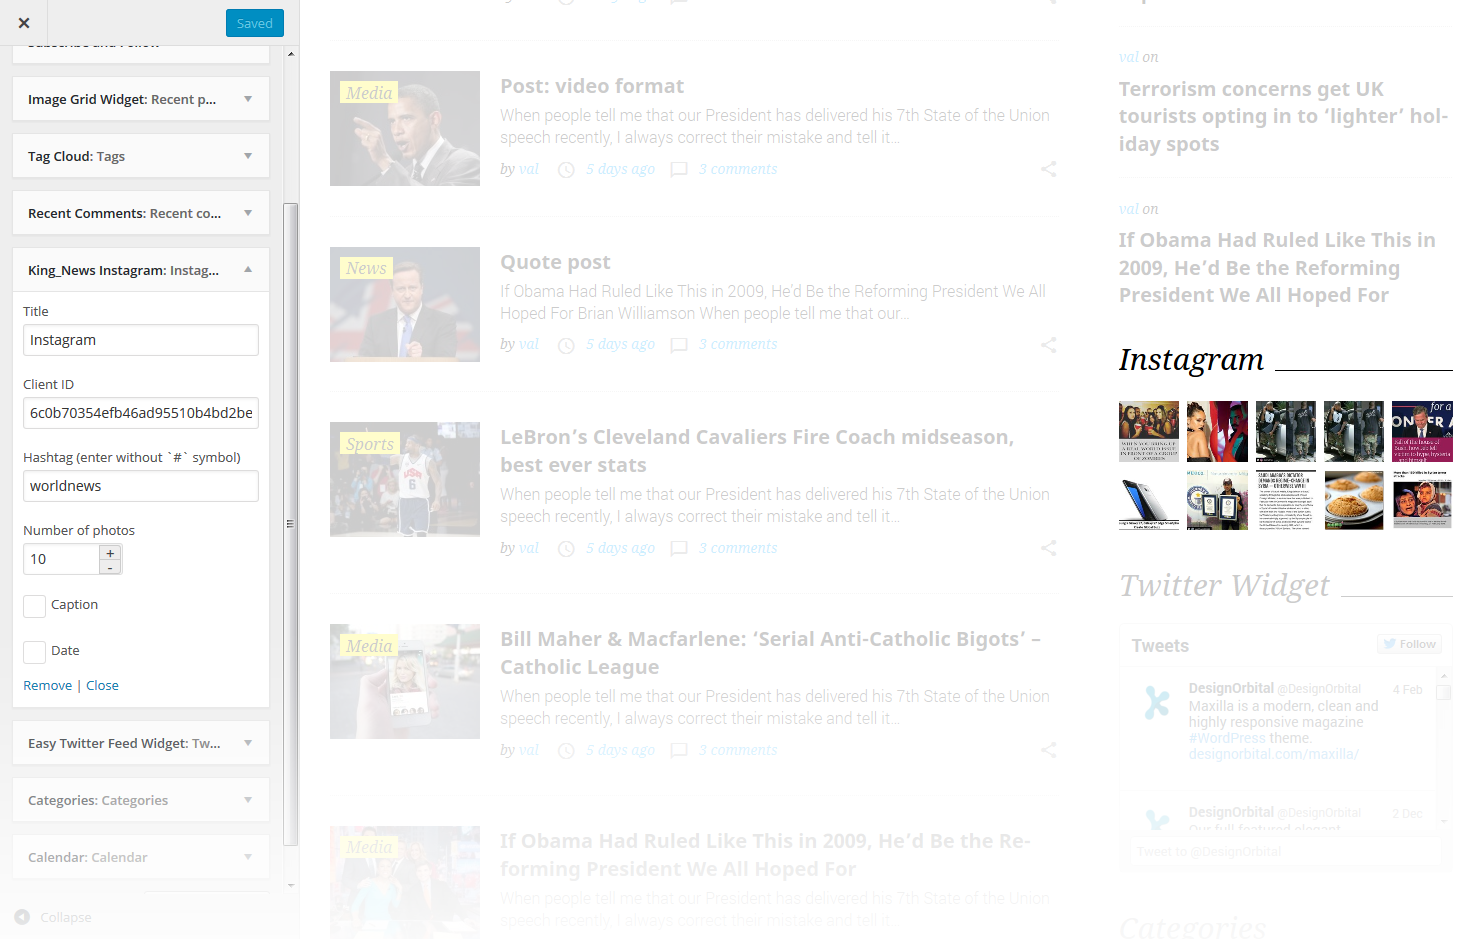 Saved
Subscribe and Follow
Image Grid Widget: Recent p...
Tag Cloud: Tags
Recent Comments: Recent co...
King_News Instagram: Instag...
Title
Instagram
Client ID
6c0b70354efb46ad95510b4bd2be
Hashtag (enter without `#` symbol)
worldnews
Number of photos
10
+
-
Caption
Date
Remove | Close
Easy Twitter Feed Widget: Tw...
Categories: Categories
Calendar: Calendar
Collapse
Media
Post: video format
When people tell me that our President has delivered his 7th State of the Union
speech recently, I always correct their mistake and tell it...
by val 5 days ago 3 comments
News
Quote post
If Obama Had Ruled Like This in 2009, He'd Be the Reforming President We All
Hoped For Brian Williamson When people tell me that our...
by val 5 days ago 3 comments
Sports
LeBron's Cleveland Cavaliers Fire Coach midseason,
best ever stats
When people tell me that our President has delivered his 7th State of the Union
speech recently, I always correct their mistake and tell it...
by val 5 days ago 3 comments
Media
Bill Maher & Macfarlene: ‘Serial Anti-Catholic Bigots’ –
Catholic League
When people tell me that our President has delivered his 7th State of the Union
speech recently, I always correct their mistake and tell it...
by val 5 days ago 3 comments
Media
If Obama Had Ruled Like This in 2009, He’d Be the Re-
forming President We All Hoped For
When people tell me that our President has delivered his 7th State of the Union
speech recently, I always correct their mistake and tell it...
val on
Terrorism concerns get UK
tourists opting in to ‘lighter’ hol-
iday spots
val on
If Obama Had Ruled Like This in
2009, He’d Be the Reforming
President We All Hoped For
Instagram
for a
Twitter Widget
Tweets
Follow
DesignOrbital @DesignOrbital 4 Feb
Maxilla is a modern, clean and
highly responsive magazine
#WordPress theme.
designorbital.com/maxilla/
DesignOrbital @DesignOrbital 2 Dec
Our full featured elegant
Tweet to @DesignOrbital
Categories